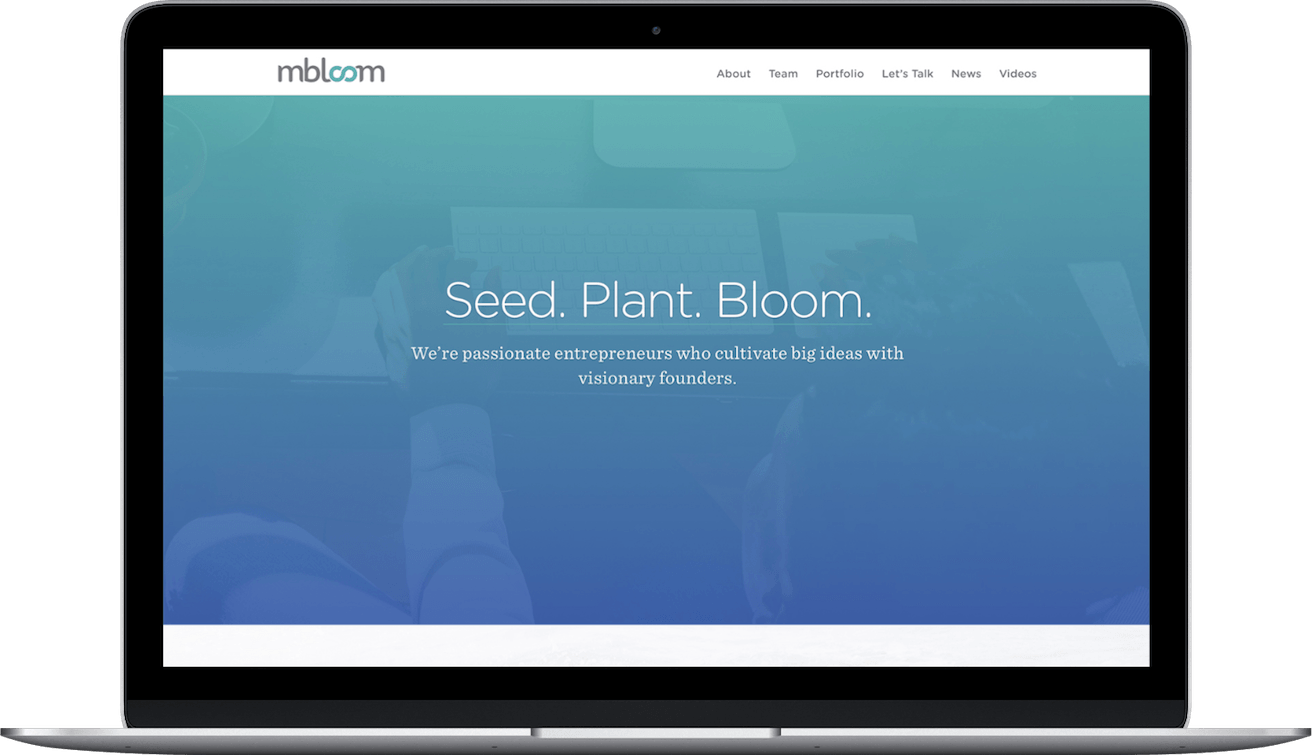 mbloom
About Team Portfolio Let's Talk News Videos
Seed. Plant. Bloom.
We're passionate entrepreneurs who cultivate big ideas with
visionary founders.